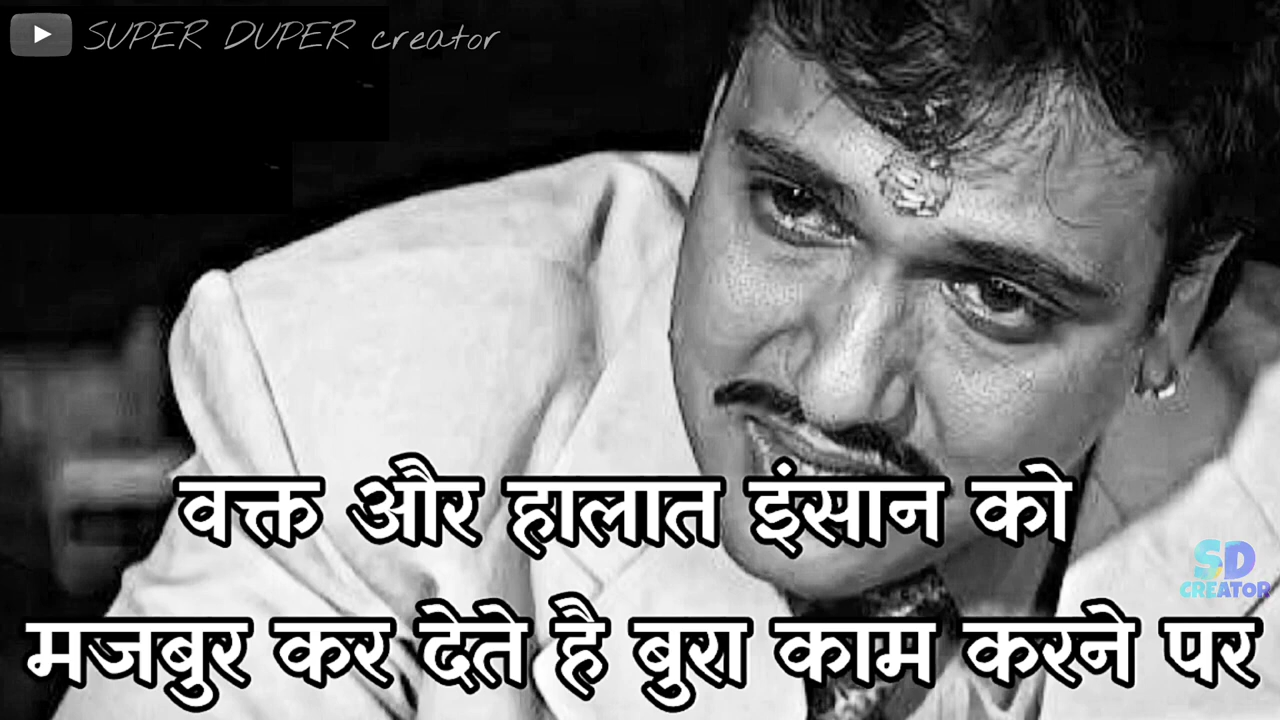 SUPER DUPER creator
वक्त और हालात इंसान को
SD
CREATOR
मजबुर कर देते है बुरा काम करने पर